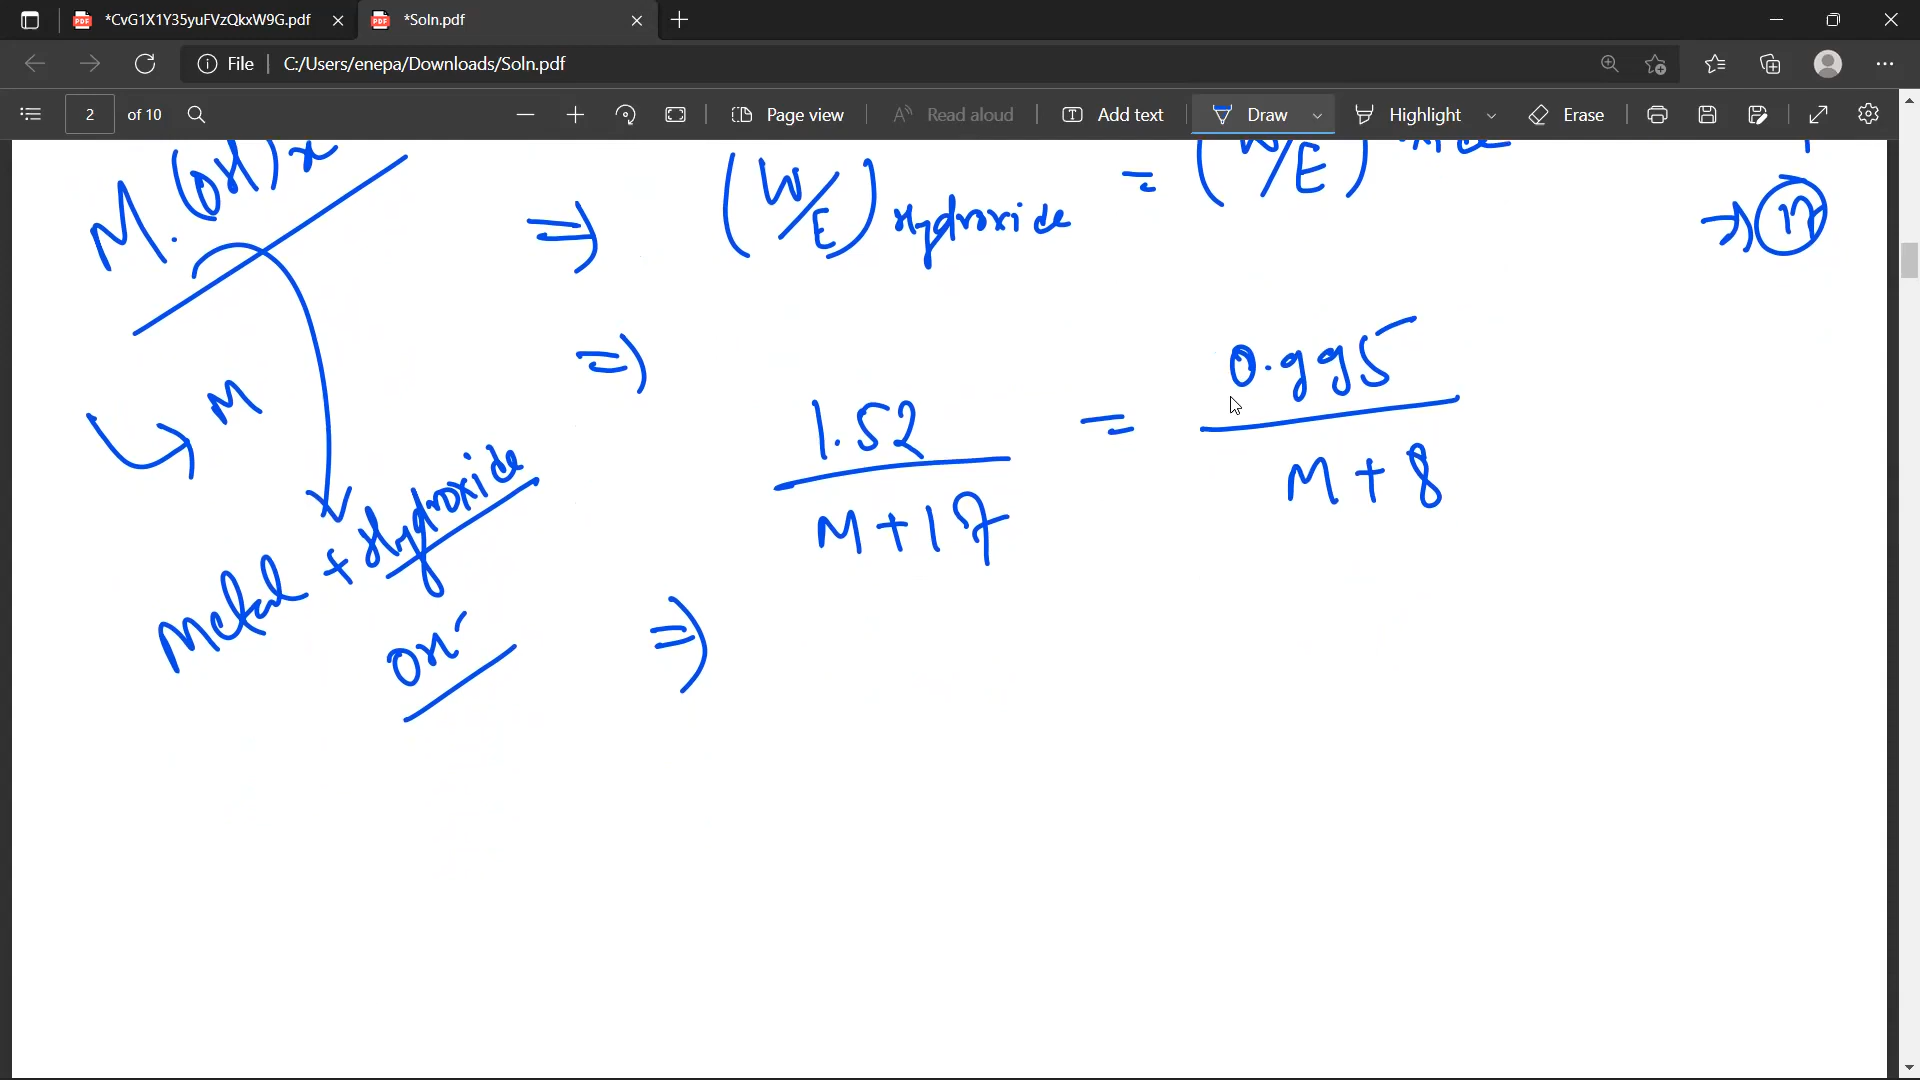 *CvG1X1Y35yuFVzQkxW9G.pdf
*Soln.pdf
File
C:/Users/enepa/Downloads/Soln.pdf
2 of 10
Page view
Read aloud
Add text
Draw
Highlight
Erase
M.(OH)x
⇒ (W/E) Hydroxide = (W/E)
⇒ n
M
⇒ 1.52 / M+17 = 0.995 / M+8
Metal + Hydroxide
OH⁻
⇒